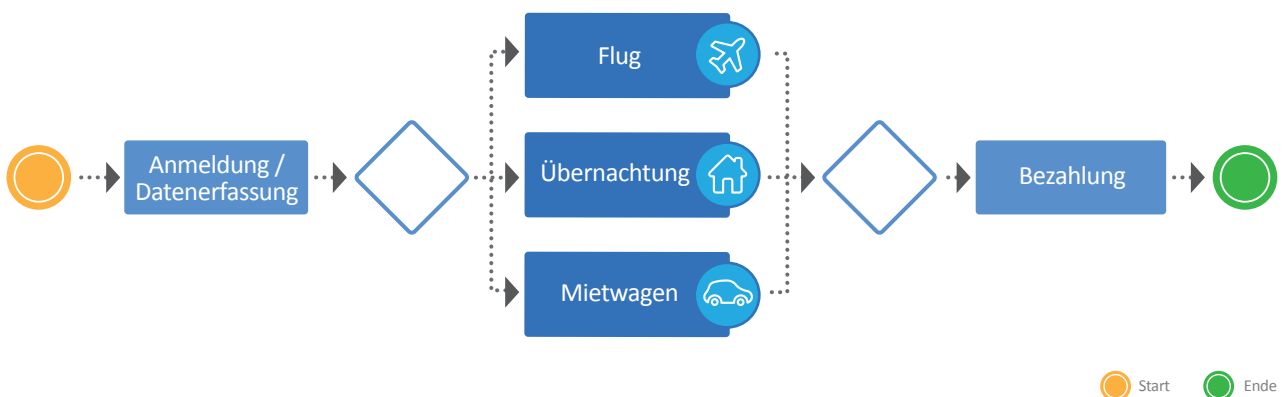 Flug
Anmeldung /
Datenerfassung
Übernachtung
Bezahlung
Mietwagen
Start
Ende